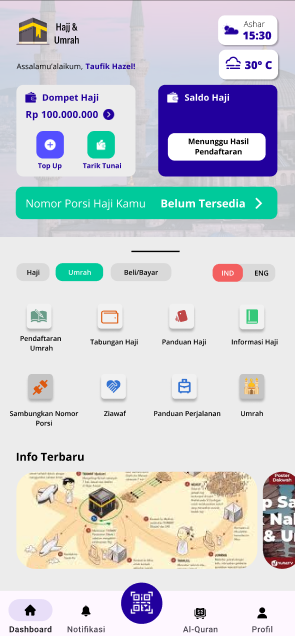 Hajj &
Umrah
Ashar
15:30
Assalamu'alaikum, Taufik Hazel!
30° C
Dompet Haji
Rp 100.000.000
Top Up
Tarik Tunai
Saldo Haji
Menunggu Hasil
Pendaftaran
Nomor Porsi Haji Kamu Belum Tersedia
Haji
Umrah
Beli/Bayar
IND
ENG
Pendaftaran
Umrah
Tabungan Haji
Panduan Haji
Informasi Haji
Sambungkan Nomor
Porsi
Ziawaf
Panduan Perjalanan
Umrah
Info Terbaru
Poster
Dakwah
Dashboard
Notifikasi
Al-Quran
Profil